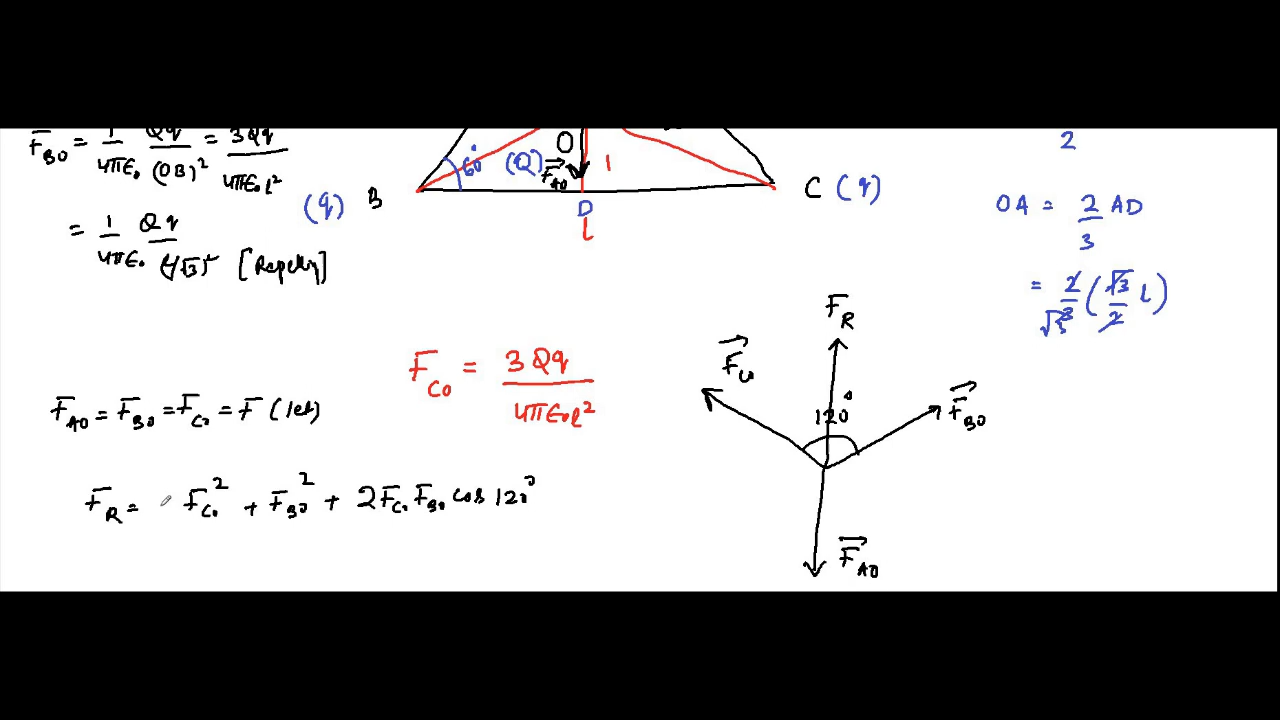 F_BO = 1/4πε₀ Qq/(OB)² = 3Qq/4πε₀l²
= 1/4πε₀ Qq/(l/√3)²
60°
(Q)
O
F_AO
l
(q) B
D
C (q)
2
OA = 2/3 AD
= 2/3 (√3/2 l)
√3
F_CO = 3Qq/4πε₀l²
F_AO = F_BO = F_CO = F (let)
F_R = F_CO² + F_BO² + 2F_CO F_BO cos 120°
F_R
F_CO
120°
F_BO
F_AO